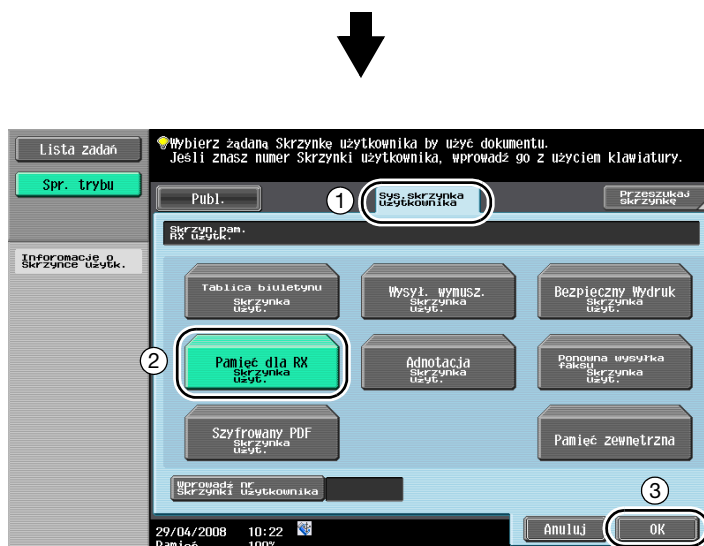 Lista zadań
Wybierz żądaną Skrzynkę użytkownika by użyć dokumentu.
Jeśli znasz numer Skrzynki użytkownika, wprowadź go z użyciem klawiatury.
Spr. trybu
Publ.
1
Sys.skrzynka
użytkownika
Przeszukaj
skrzynkę
Skrzyn.pam.
RX użytk.
Inforomacje o
Skrzynce użytk.
Tablica biuletynu
Skrzynka
użyt.
Wysył. wymusz.
Skrzynka
użyt.
Bezpieczny Wydruk
Skrzynka
użyt.
2
Pamięć dla RX
Skrzynka
użyt.
Adnotacja
Skrzynka
użyt.
Ponowna wysyłka
faksu
Skrzynka
użyt.
Szyfrowany PDF
Skrzynka
użyt.
Pamięć zewnętrzna
Wprowadź nr
Skrzynki użytkownika
3
29/04/2008 10:22
Pamięć 100%
Anuluj
OK